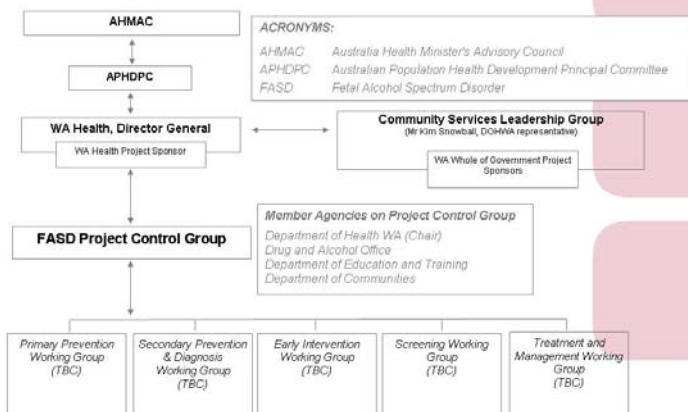 AHMAC
ACRONYMS:
AHMAC Australia Health Minister's Advisory Council
APHDPC Australian Population Health Development Principal Committee
FASD Fetal Alcohol Spectrum Disorder
APHDPC
WA Health, Director General
WA Health Project Sponsor
Community Services Leadership Group
(Mr Kim Snowball, DOHWA representative)
WA Whole of Government Project
Sponsors
FASD Project Control Group
Member Agencies on Project Control Group
Department of Health WA (Chair)
Drug and Alcohol Office
Department of Education and Training
Department of Communities
Primary Prevention
Working Group
(TBC)
Secondary Prevention
& Diagnosis
Working Group
(TBC)
Early Intervention
Working Group
(TBC)
Screening Working
Group
(TBC)
Treatment and
Management Working
Group
(TBC)